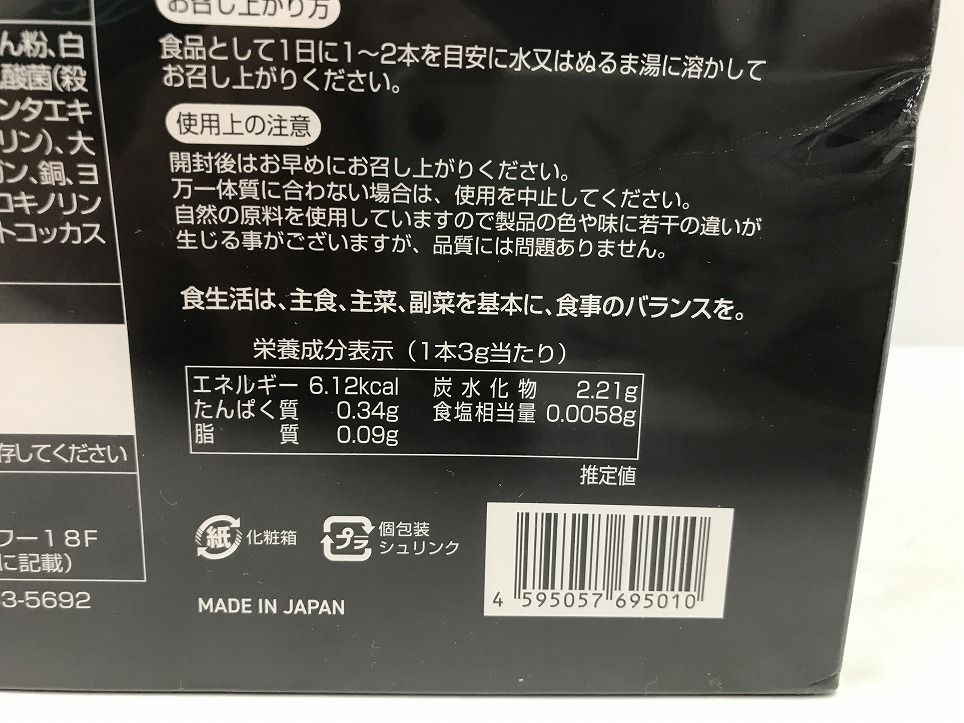 ん粉、白
酸菌(殺
ンタエキ
リン)、大
ガン、銅、ヨ
ロキノリン
トコッカス
存してください
ワー18F
に記載)
3-5692
お召し上がり方
食品として1日に1〜2本を目安に水又はぬるま湯に溶かして
お召し上がりください。
使用上の注意
開封後はお早めにお召し上がりください。
万一体質に合わない場合は、使用を中止してください。
自然の原料を使用していますので製品の色や味に若干の違いが
生じる事がございますが、品質には問題ありません。
食生活は、主食、主菜、副菜を基本に、食事のバランスを。
栄養成分表示(1本3g当たり)
エネルギー 6.12kcal 炭水化物 2.21g
たんぱく質 0.34g 食塩相当量 0.0058g
脂質 0.09g
推定値
紙 化粧箱
プラ 個包装
シュリンク
MADE IN JAPAN
4 595057 695010